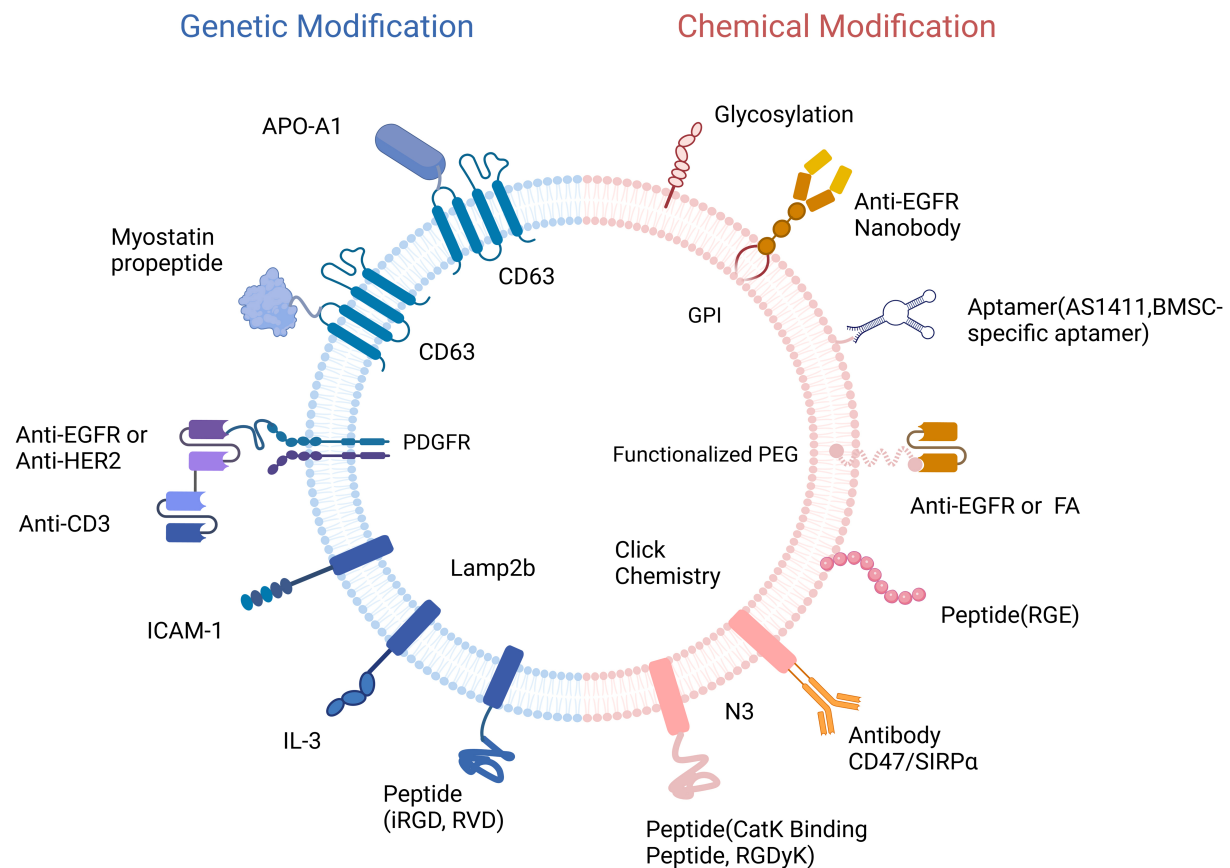 Genetic Modification
Chemical Modification
APO-A1
Glycosylation
Myostatin
propeptide
CD63
CD63
Anti-EGFR
Nanobody
GPI
Aptamer(AS1411,BMSC-
specific aptamer)
Anti-EGFR or
Anti-HER2
PDGFR
Functionalized PEG
Anti-CD3
Anti-EGFR or FA
Lamp2b
Click
Chemistry
ICAM-1
Peptide(RGE)
IL-3
N3
Antibody
CD47/SIRPα
Peptide
(iRGD, RVD)
Peptide(CatK Binding
Peptide, RGDyK)